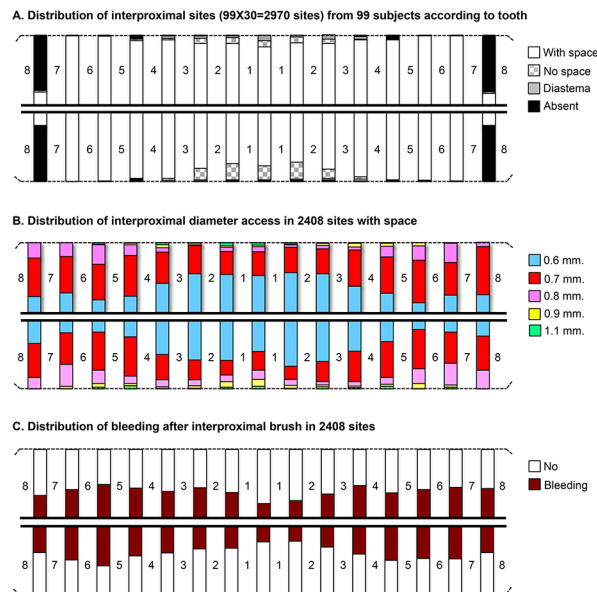 A. Distribution of interproximal sites (99X30=2970 sites) from 99 subjects according to tooth
8 7 6 5 4 3 2 1 1 2 3 4 5 6 7 8
8 7 6 5 4 3 2 1 1 2 3 4 5 6 7 8
With space
No space
Diastema
Absent
B. Distribution of interproximal diameter access in 2408 sites with space
8 7 6 5 4 3 2 1 1 2 3 4 5 6 7 8
8 7 6 5 4 3 2 1 1 2 3 4 5 6 7 8
0.6 mm.
0.7 mm.
0.8 mm.
0.9 mm.
1.1 mm.
C. Distribution of bleeding after interproximal brush in 2408 sites
8 7 6 5 4 3 2 1 1 2 3 4 5 6 7 8
8 7 6 5 4 3 2 1 1 2 3 4 5 6 7 8
No
Bleeding